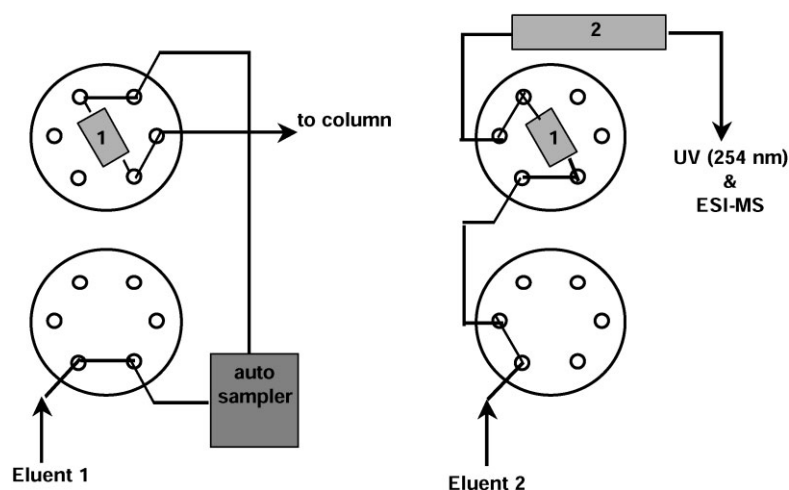 1
to column
auto
sampler
Eluent 1
2
1
UV (254 nm)
&
ESI-MS
Eluent 2